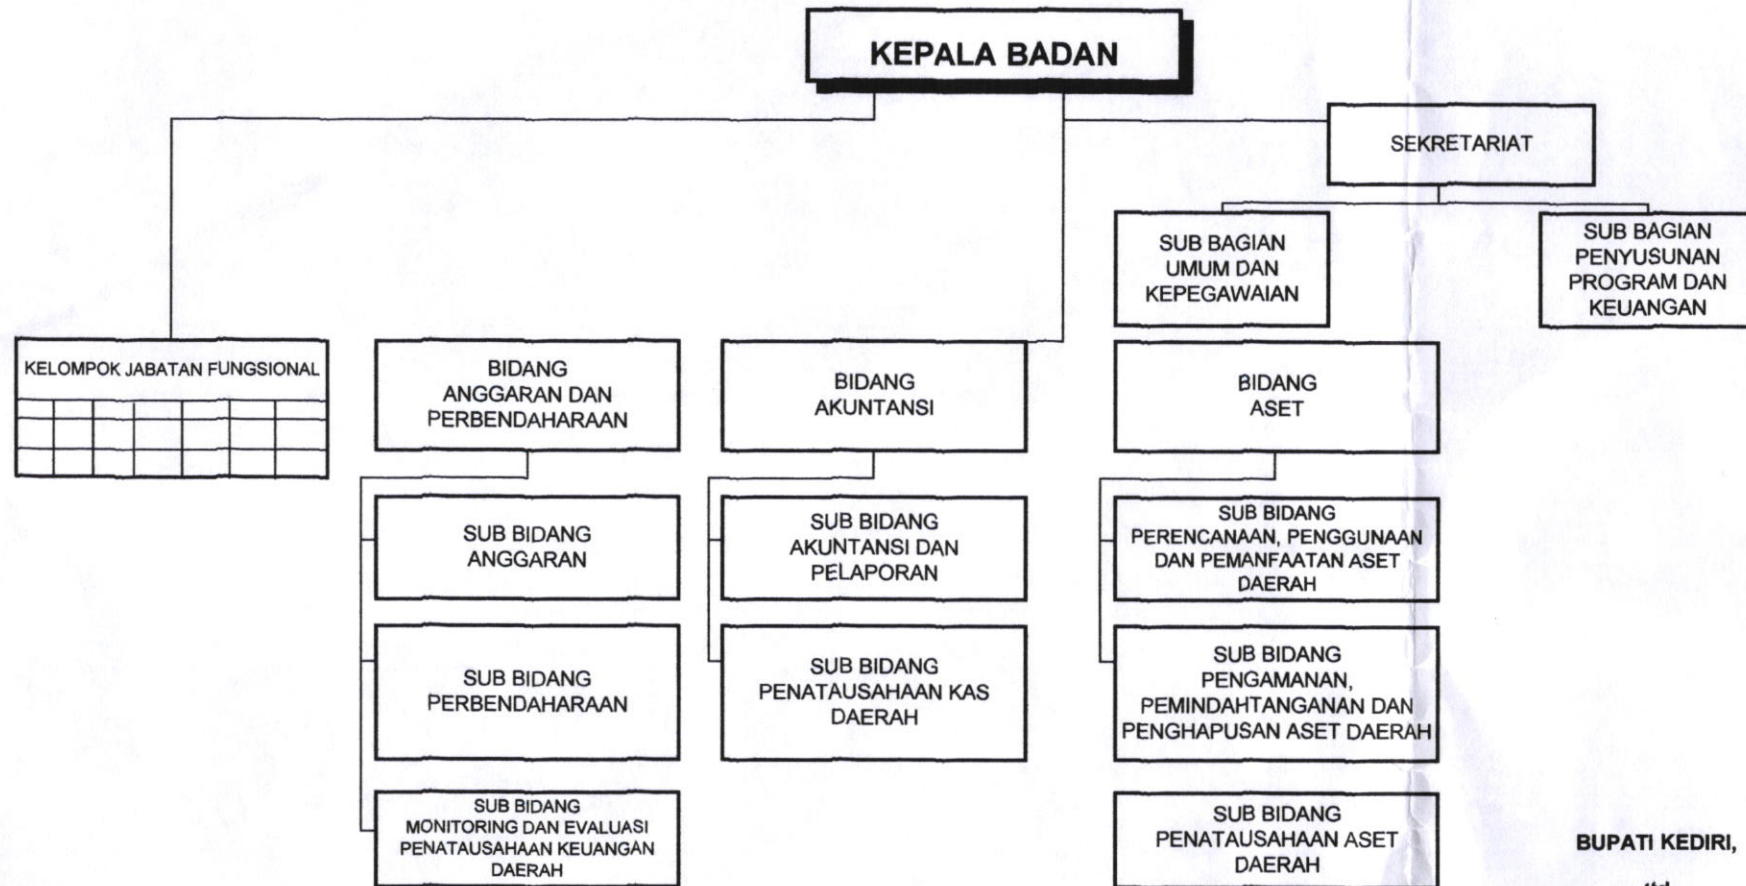 KEPALA BADAN
SEKRETARIAT
SUB BAGIAN
UMUM DAN
KEPEGAWAIAN
SUB BAGIAN
PENYUSUNAN
PROGRAM DAN
KEUANGAN
KELOMPOK JABATAN FUNGSIONAL
BIDANG
ANGGARAN DAN
PERBENDAHARAAN
BIDANG
AKUNTANSI
BIDANG
ASET
SUB BIDANG
ANGGARAN
SUB BIDANG
AKUNTANSI DAN
PELAPORAN
SUB BIDANG
PERENCANAAN, PENGGUNAAN
DAN PEMANFAATAN ASET
DAERAH
SUB BIDANG
PERBENDAHARAAN
SUB BIDANG
PENATAUSAHAAN KAS
DAERAH
SUB BIDANG
PENGAMANAN,
PEMINDAHTANGANAN DAN
PENGHAPUSAN ASET DAERAH
SUB BIDANG
MONITORING DAN EVALUASI
PENATAUSAHAAN KEUANGAN
DAERAH
SUB BIDANG
PENATAUSAHAAN ASET
DAERAH
BUPATI KEDIRI,